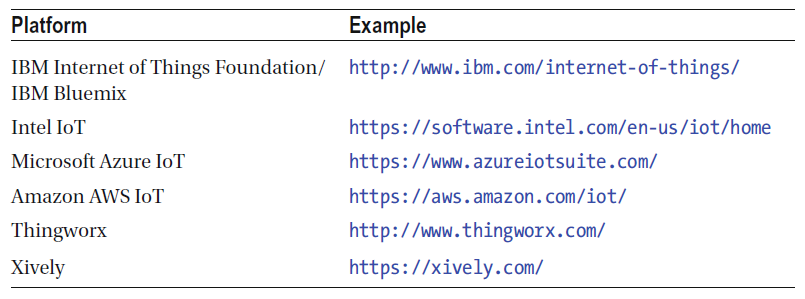 Platform Example
IBM Internet of Things Foundation/ http://www.ibm.com/internet-of-things/
IBM Bluemix
Intel IoT https://software.intel.com/en-us/iot/home
Microsoft Azure IoT https://www.azureiotsuite.com/
Amazon AWS IoT https://aws.amazon.com/iot/
Thingworx http://www.thingworx.com/
Xively https://xively.com/